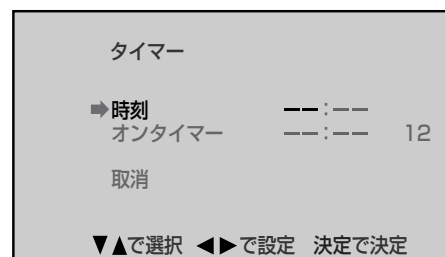 タイマー
➡時刻 ――:――
オンタイマー ――:―― 12
取消
▼▲で選択 ◀▶で設定 決定で決定